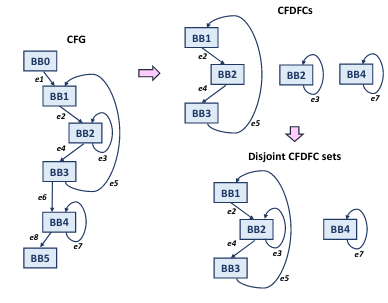 CFG
BB0
e1
BB1
e2
BB2
e3
e4
BB3
e5
e6
BB4
e7
e8
BB5
CFDFCs
BB1
e2
BB2
e4
BB3
e5
BB2
e3
BB4
e7
Disjoint CFDFC sets
BB1
e2
BB2
e3
e4
BB3
e5
BB4
e7